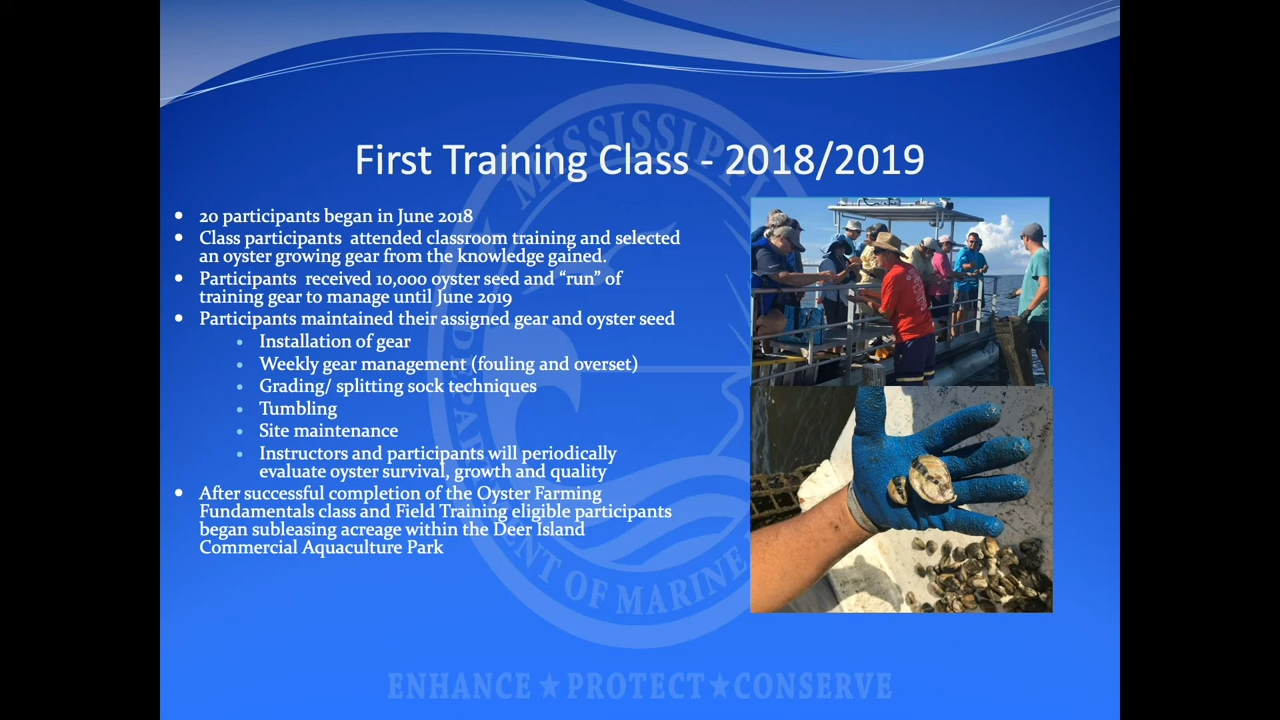 First Training Class - 2018/2019
• 20 participants began in June 2018
• Class participants attended classroom training and selected
an oyster growing gear from the knowledge gained.
• Participants received 10,000 oyster seed and “run” of
training gear to manage until June 2019
• Participants maintained their assigned gear and oyster seed
• Installation of gear
• Weekly gear management (fouling and overset)
• Grading/ splitting sock techniques
• Tumbling
• Site maintenance
• Instructors and participants will periodically
evaluate oyster survival, growth and quality
• After successful completion of the Oyster Farming
Fundamentals class and Field Training eligible participants
began subleasing acreage within the Deer Island
Commercial Aquaculture Park
MISSISSIPPI
OF MARINE
ENHANCE ★ PROTECT ★ CONSERVE